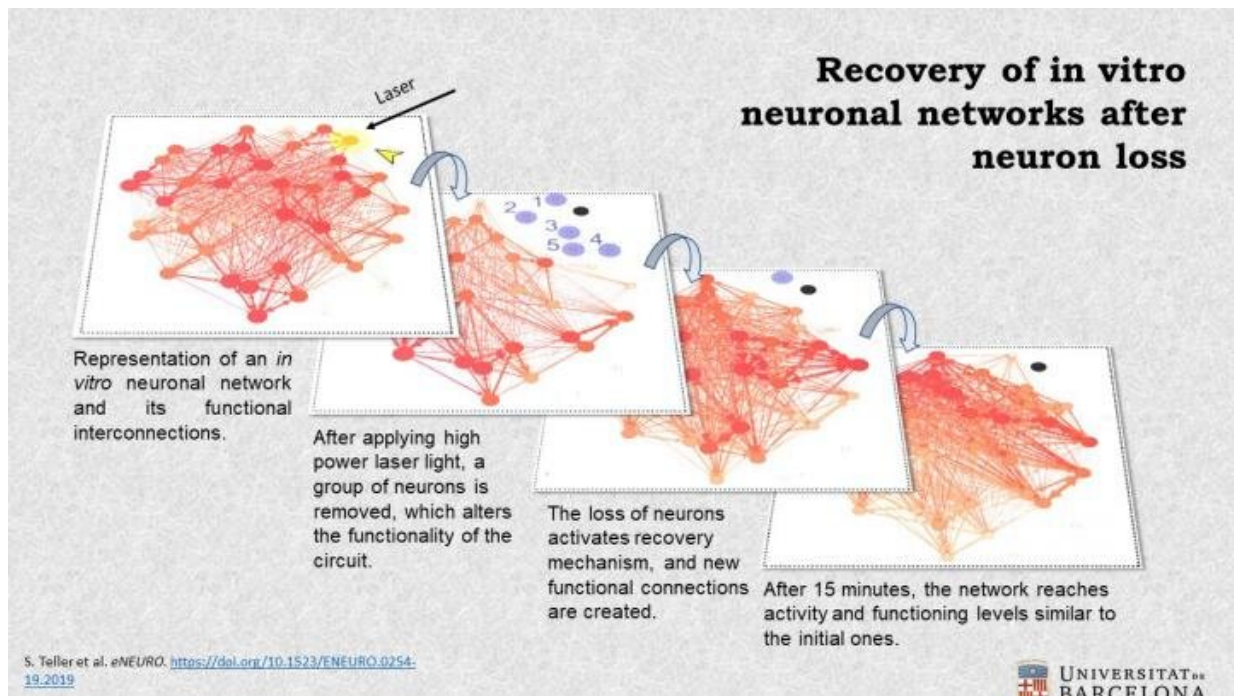 Recovery of in vitro
neuronal networks after
neuron loss
Laser
1
2
3
5
4
Representation of an in
vitro neuronal network
and its functional
interconnections.
After applying high
power laser light, a
group of neurons is
removed, which alters
the functionality of the
circuit.
The loss of neurons
activates recovery
mechanism, and new
functional connections
are created.
After 15 minutes, the network reaches
activity and functioning levels similar to
the initial ones.
S. Teller et al. eNEURO. https://doi.org/10.1523/ENEURO.0254-
19.2019
UNIVERSITAT DE
BARCELONA